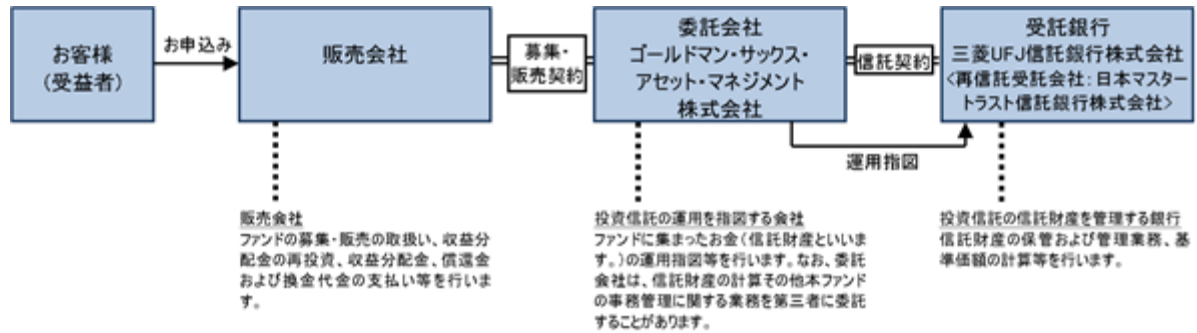 お客様
（受益者）
お申込み
販売会社
募集・
販売契約
委託会社
ゴールドマン・サックス・
アセット・マネジメント
株式会社
信託契約
受託銀行
三菱UFJ信託銀行株式会社
<再信託受託会社：日本マスター
トラスト信託銀行株式会社>
運用指図
販売会社
ファンドの募集・販売の取扱い、収益分
配金の再投資、収益分配金、償還金
および換金代金の支払い等を行いま
す。
投資信託の運用を指図する会社
ファンドに集まったお金（信託財産といいま
す。）の運用指図等を行います。なお、委託
会社は、信託財産の計算その他本ファンド
の事務管理に関する業務を第三者に委託
することがあります。
投資信託の信託財産を管理する銀行
信託財産の保管および管理業務、基
準価額の計算等を行います。